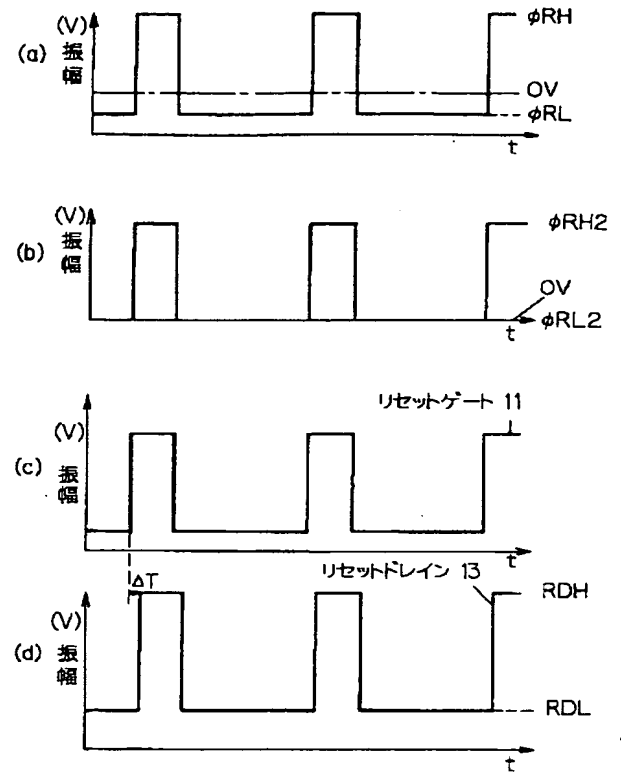 (a) (V) 振幅 φRH
OV
φRL
t
(b) (V) 振幅 φRH2
OV
t φRL2
リセットゲート 11
(c) (V) 振幅
t
ΔT
リセットドレイン 13
RDH
(d) (V) 振幅
RDL
t